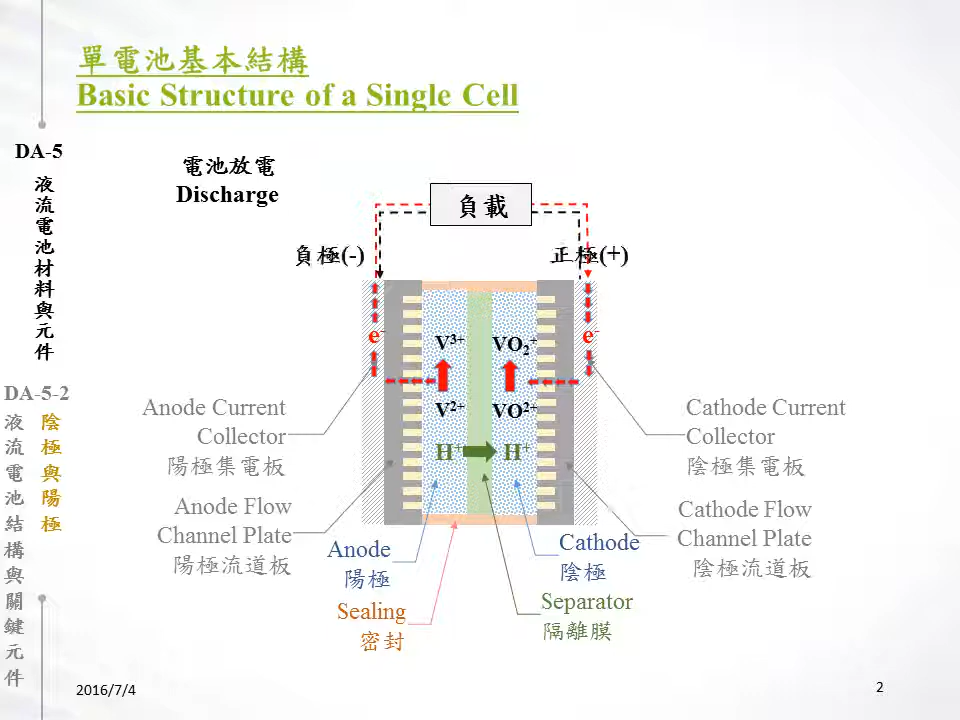 單電池基本結構
Basic Structure of a Single Cell
DA-5
液流電池材料與元件
DA-5-2
液流電池結構與關鍵元件
陰極與陽極
電池放電
Discharge
負載
負極(-)
正極(+)
e-
e-
V3+
VO2+
V2+
VO2+
H+
H+
Anode Current
Collector
陽極集電板
Cathode Current
Collector
陰極集電板
Anode Flow
Channel Plate
陽極流道板
Cathode Flow
Channel Plate
陰極流道板
Anode
陽極
Cathode
陰極
Sealing
密封
Separator
隔離膜
2016/7/4
2